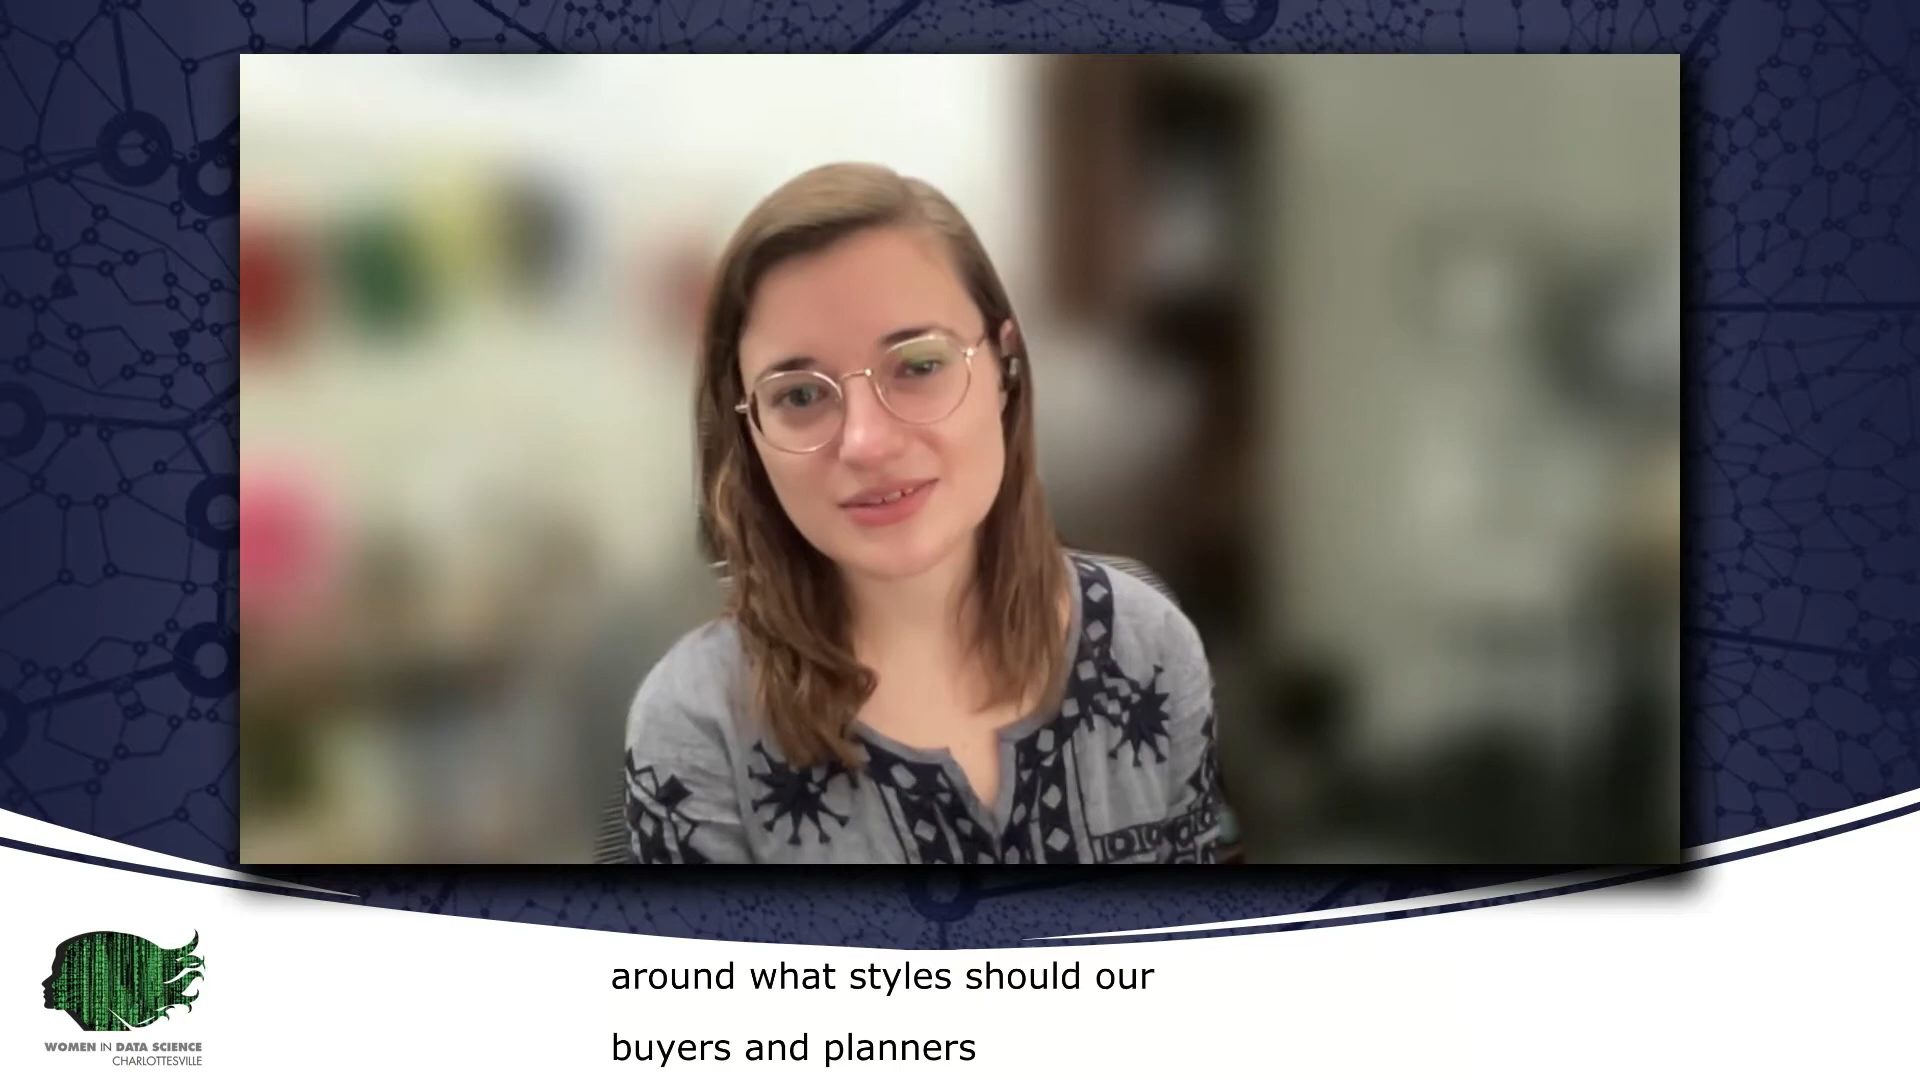 around what styles should our
buyers and planners
WOMEN IN DATA SCIENCE
CHARLOTTESVILLE